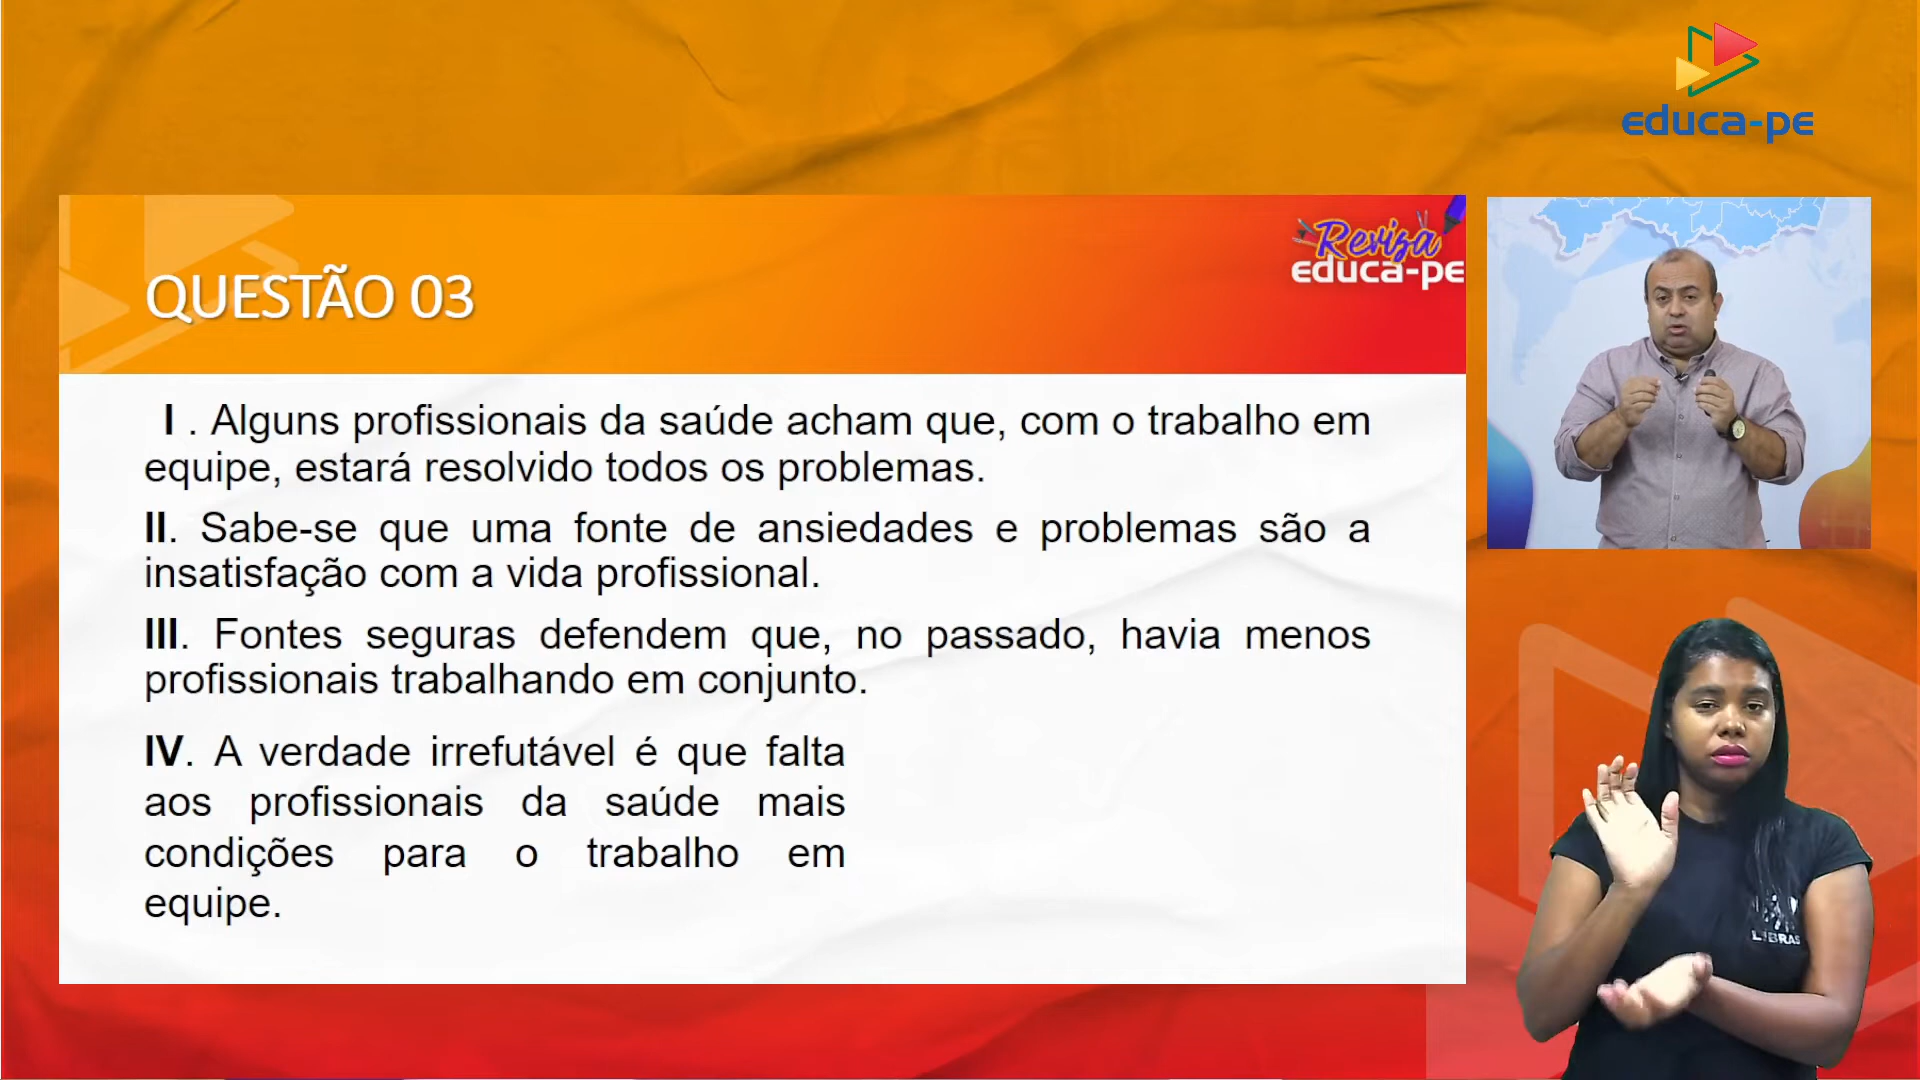 educa-pe
Reviza
educa-pe
QUESTÃO 03
I . Alguns profissionais da saúde acham que, com o trabalho em
equipe, estará resolvido todos os problemas.
II. Sabe-se que uma fonte de ansiedades e problemas são a
insatisfação com a vida profissional.
III. Fontes seguras defendem que, no passado, havia menos
profissionais trabalhando em conjunto.
IV. A verdade irrefutável é que falta
aos profissionais da saúde mais
condições para o trabalho em
equipe.
LIBRAS